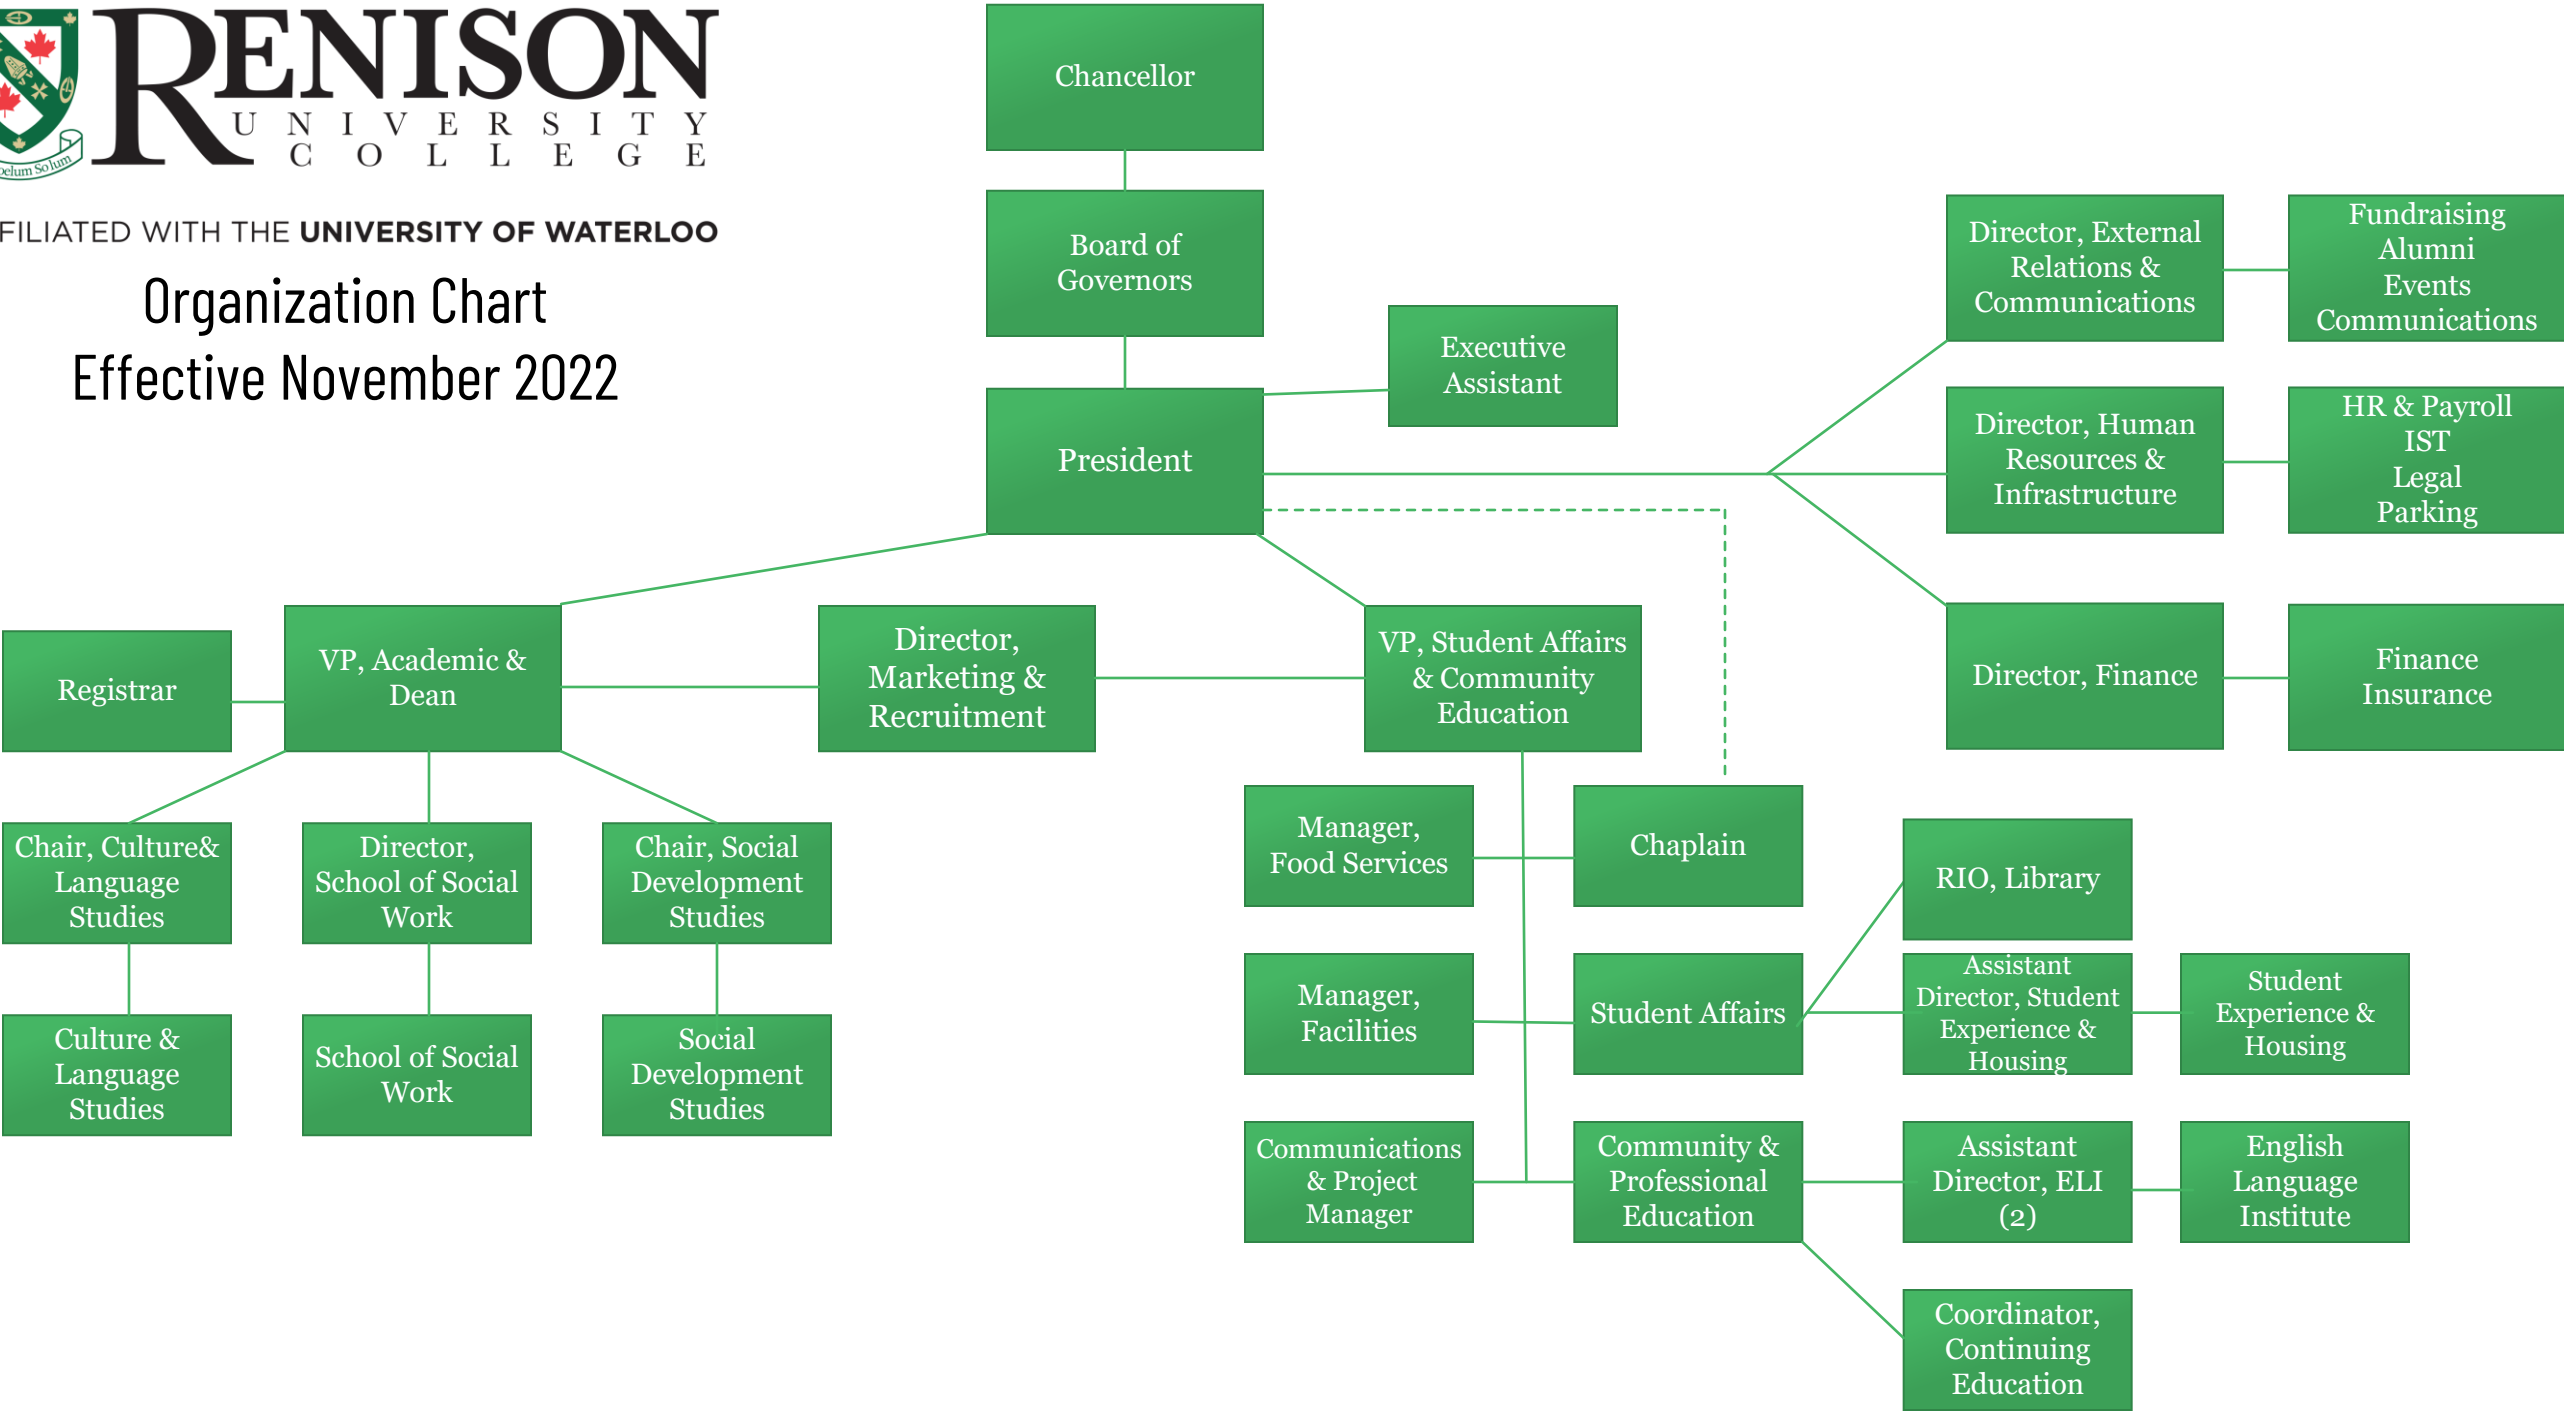 RENISON
UNIVERSITY
COLLEGE
Solum
FILIATED WITH THE UNIVERSITY OF WATERLOO
Organization Chart
Effective November 2022
Chancellor
Board of
Governors
President
Executive
Assistant
Director, External
Relations &
Communications
Fundraising
Alumni
Events
Communications
Director, Human
Resources &
Infrastructure
HR & Payroll
IST
Legal
Parking
Director, Finance
Finance
Insurance
Registrar
VP, Academic &
Dean
Director,
Marketing &
Recruitment
VP, Student Affairs
& Community
Education
Chair, Culture&
Language
Studies
Director,
School of Social
Work
Chair, Social
Development
Studies
Culture &
Language
Studies
School of Social
Work
Social
Development
Studies
Manager,
Food Services
Chaplain
RIO, Library
Manager,
Facilities
Student Affairs
Assistant
Director, Student
Experience &
Housing
Student
Experience &
Housing
Communications
& Project
Manager
Community &
Professional
Education
Assistant
Director, ELI
(2)
English
Language
Institute
Coordinator,
Continuing
Education